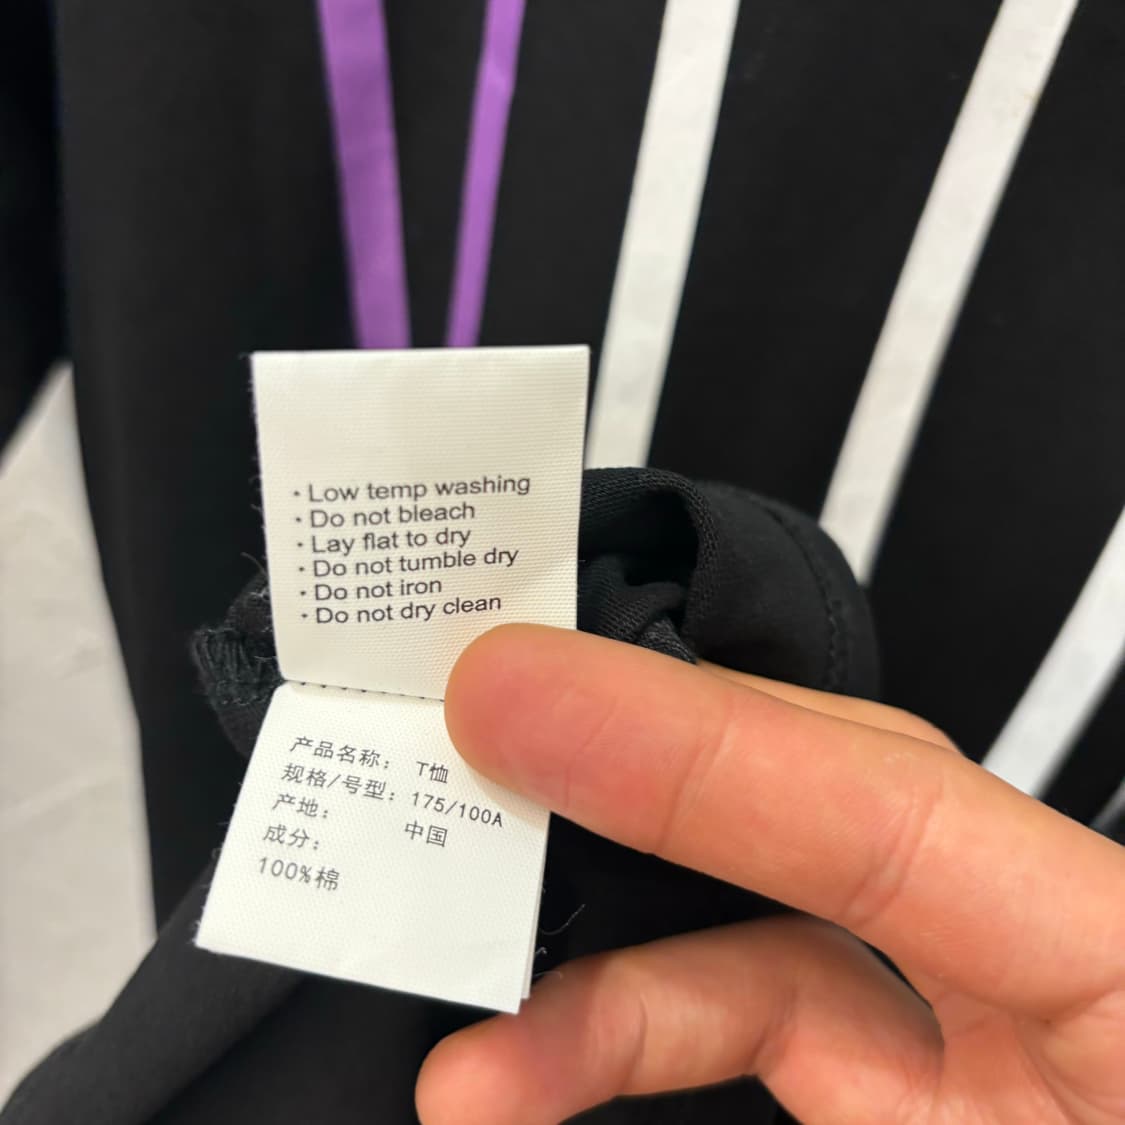 · Low temp washing
· Do not bleach
· Lay flat to dry
· Do not tumble dry
· Do not iron
· Do not dry clean
产品名称： T恤
规格/号型：175/100A
产地： 中国
成分：
100%棉